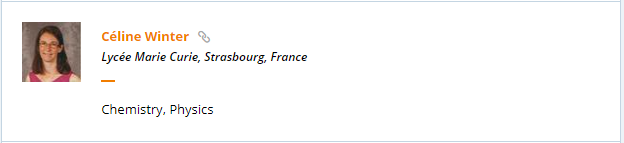 Céline Winter
Lycée Marie Curie, Strasbourg, France
Chemistry, Physics